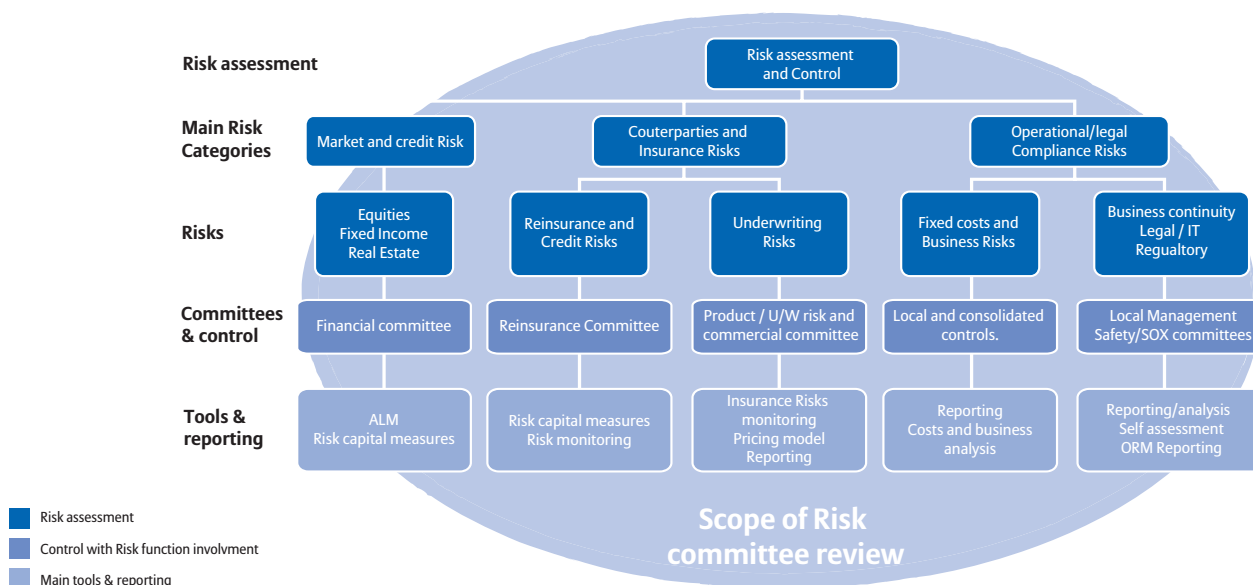 Risk assessment
Risk assessment
and Control
Main Risk
Categories
Market and credit Risk
Couterparties and
Insurance Risks
Operational/legal
Compliance Risks
Risks
Equities
Fixed Income
Real Estate
Reinsurance and
Credit Risks
Underwriting
Risks
Fixed costs and
Business Risks
Business continuity
Legal / IT
Regualtory
Committees
& control
Financial committee
Reinsurance Committee
Product / U/W risk and
commercial committee
Local and consolidated
controls.
Local Management
Safety/SOX committees
Tools &
reporting
ALM
Risk capital measures
Risk capital measures
Risk monitoring
Insurance Risks
monitoring
Pricing model
Reporting
Reporting
Costs and business
analysis
Reporting/analysis
Self assessment
ORM Reporting
Scope of Risk
committee review
Risk assessment
Control with Risk function involvment
Main tools & reporting